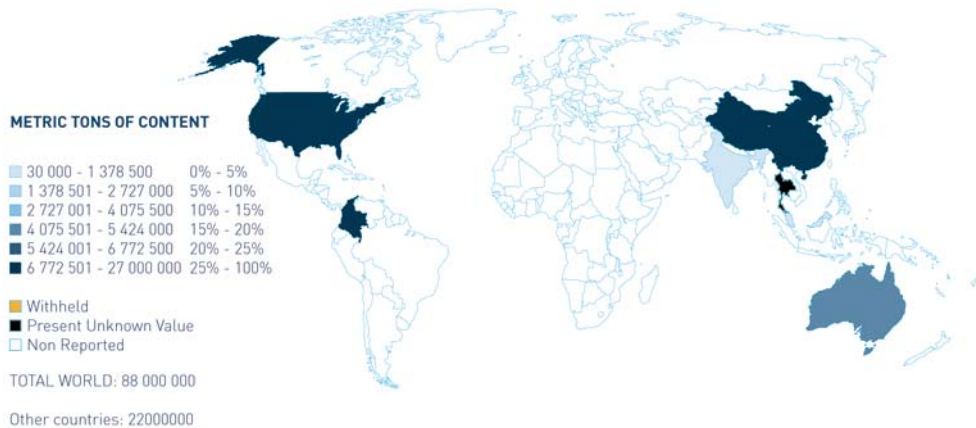 METRIC TONS OF CONTENT
30 000 - 1 378 500 0% - 5%
1 378 501 - 2 727 000 5% - 10%
2 727 001 - 4 075 500 10% - 15%
4 075 501 - 5 424 000 15% - 20%
5 424 001 - 6 772 500 20% - 25%
6 772 501 - 27 000 000 25% - 100%
Withheld
Present Unknown Value
Non Reported
TOTAL WORLD: 88 000 000
Other countries: 22000000